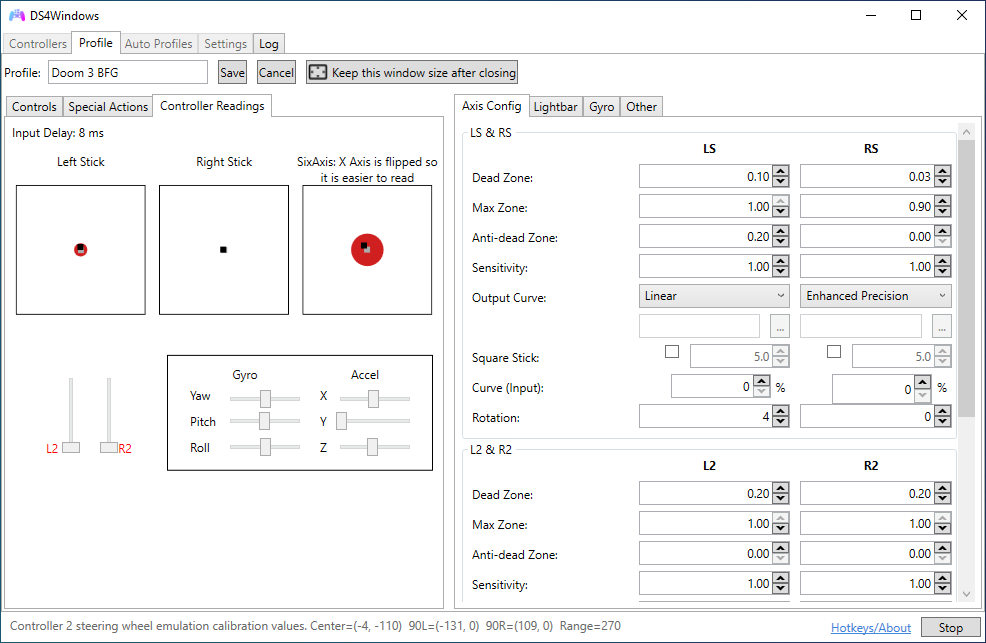 DS4Windows
Controllers Profile Auto Profiles Settings Log
Profile: Doom 3 BFG Save Cancel Keep this window size after closing
Controls Special Actions Controller Readings
Input Delay: 8 ms
Left Stick Right Stick SixAxis: X Axis is flipped so
it is easier to read
L2 R2
Gyro Accel
Yaw X
Pitch Y
Roll Z
Axis Config Lightbar Gyro Other
LS & RS
LS RS
Dead Zone: 0.10 0.03
Max Zone: 1.00 0.90
Anti-dead Zone: 0.20 0.00
Sensitivity: 1.00 1.00
Output Curve: Linear Enhanced Precision
... ...
Square Stick: 5.0 5.0
Curve (Input): 0 % 0 %
Rotation: 4 0
L2 & R2
L2 R2
Dead Zone: 0.20 0.20
Max Zone: 1.00 1.00
Anti-dead Zone: 0.00 0.00
Sensitivity: 1.00 1.00
Controller 2 steering wheel emulation calibration values. Center=(-4, -110) 90L=(-131, 0) 90R=(109, 0) Range=270
Hotkeys/About Stop